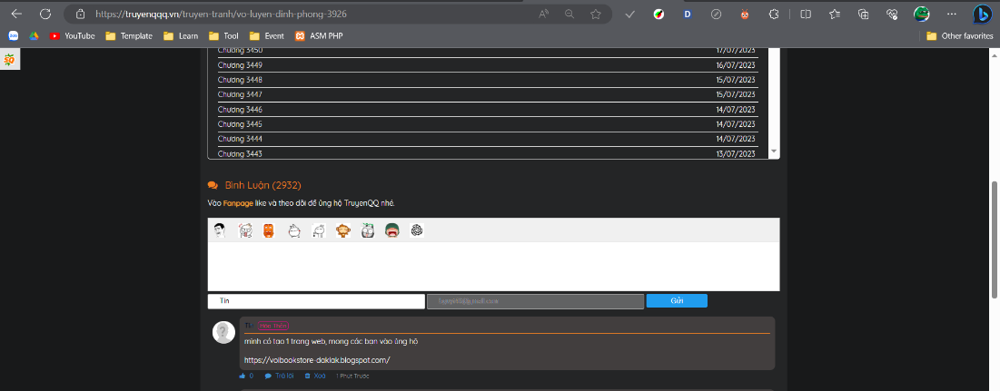 https://truyenqqq.vn/truyen-tranh/vo-luyen-dinh-phong-3926
YouTube Template Learn Tool Event ASM PHP Other favorites
Chương 3450 17/07/2023
Chương 3449 16/07/2023
Chương 3448 15/07/2023
Chương 3447 15/07/2023
Chương 3446 14/07/2023
Chương 3445 14/07/2023
Chương 3444 14/07/2023
Chương 3443 13/07/2023
Bình Luận (2932)
Vào Fanpage like và theo dõi để ủng hộ TruyenQQ nhé.
Tin Gửi
mình có tạo 1 trang web, mong các bạn vào ủng hộ
https://voibookstore-daklak.blogspot.com/
0 Trả lời Xoá 1 Phút Trước